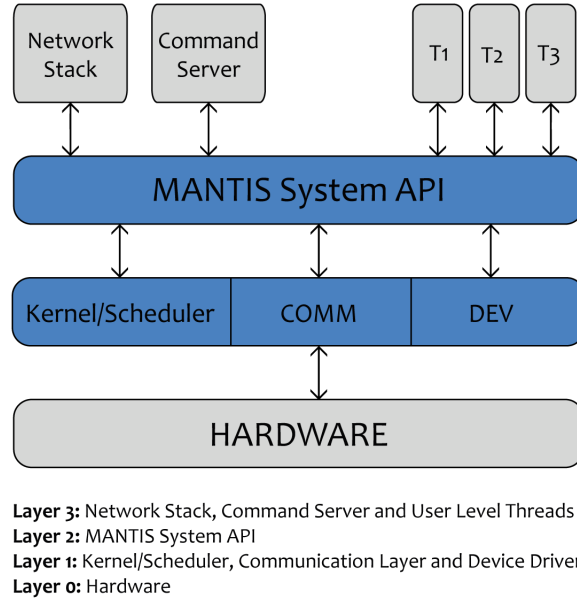 Network Stack
Command Server
T1
T2
T3
MANTIS System API
Kernel/Scheduler
COMM
DEV
HARDWARE
Layer 3: Network Stack, Command Server and User Level Threads
Layer 2: MANTIS System API
Layer 1: Kernel/Scheduler, Communication Layer and Device Driver
Layer 0: Hardware